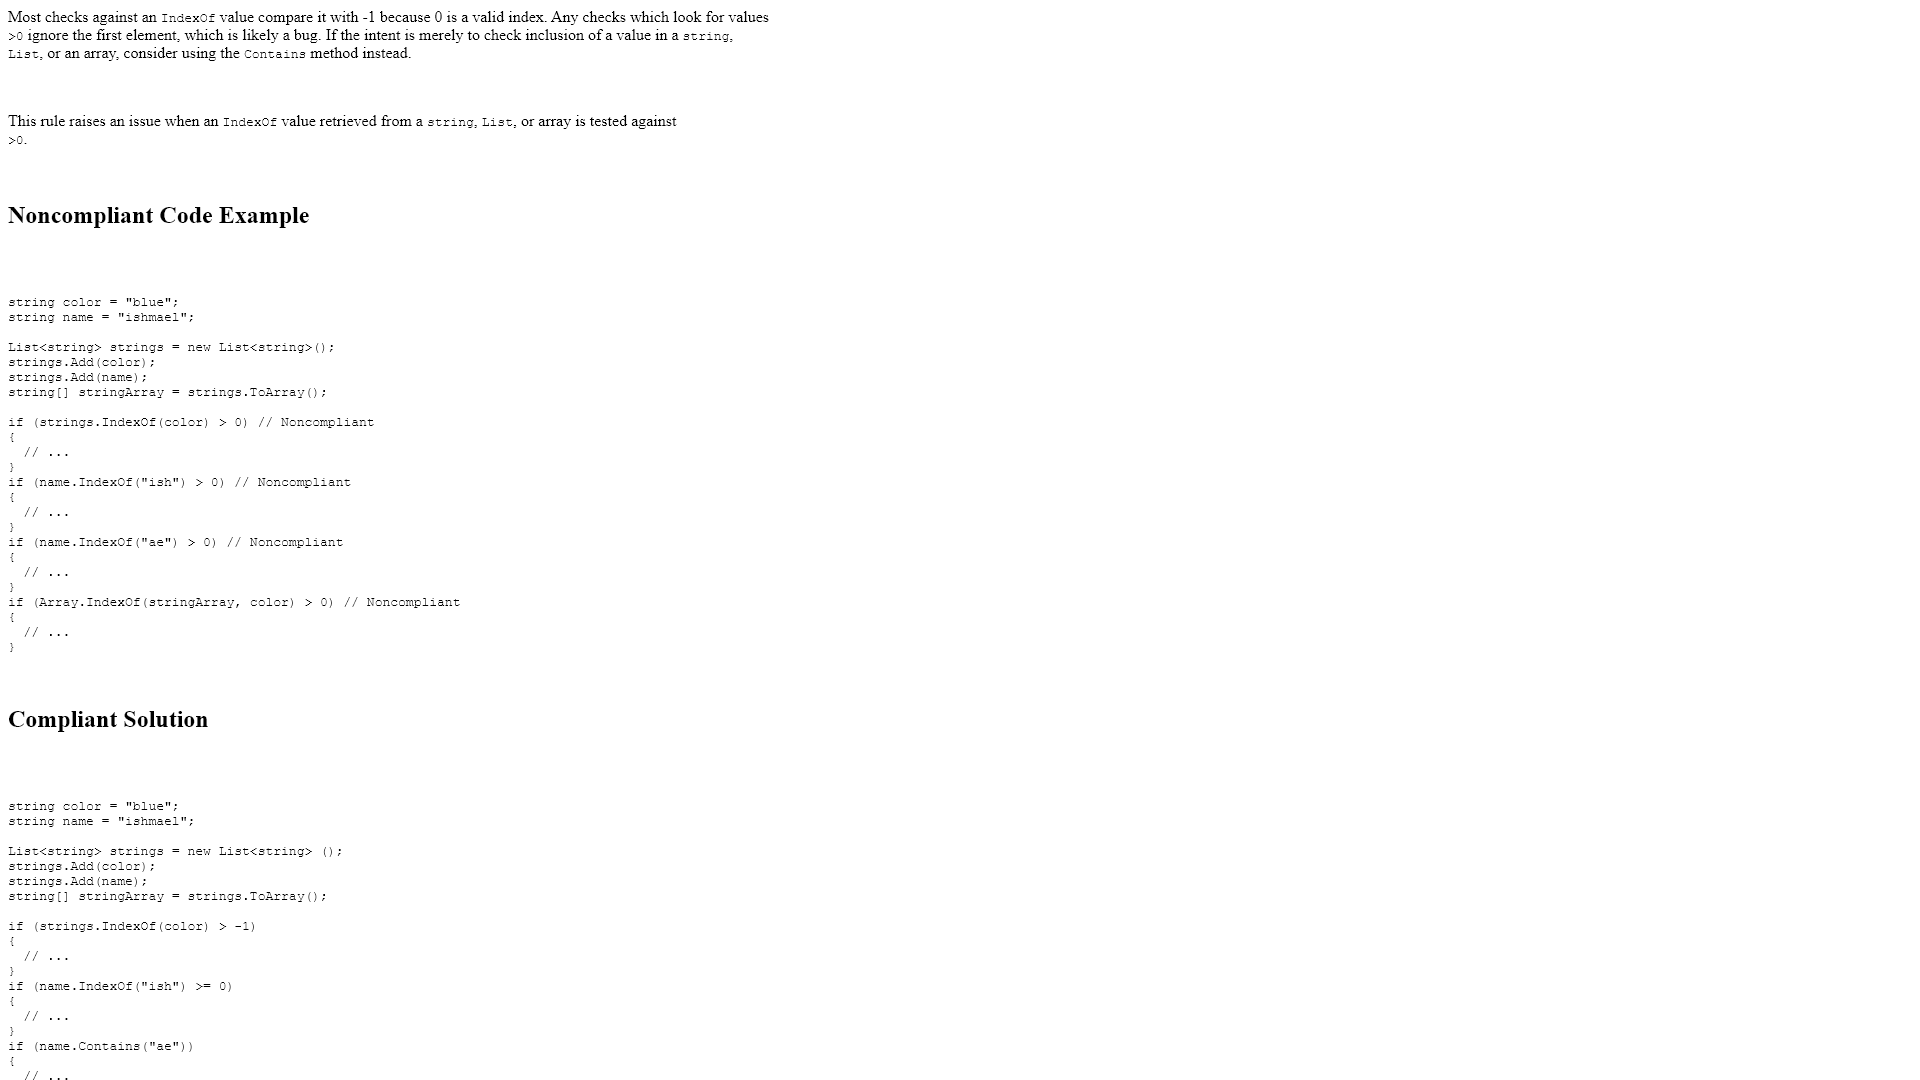 Most checks against an IndexOf value compare it with -1 because 0 is a valid index. Any checks which look for values
>0 ignore the first element, which is likely a bug. If the intent is merely to check inclusion of a value in a string,
List, or an array, consider using the Contains method instead.
This rule raises an issue when an IndexOf value retrieved from a string, List, or array is tested against
>0.
Noncompliant Code Example
string color = "blue";
string name = "ishmael";
List<string> strings = new List<string>();
strings.Add(color);
strings.Add(name);
string[] stringArray = strings.ToArray();
if (strings.IndexOf(color) > 0) // Noncompliant
{
  // ...
}
if (name.IndexOf("ish") > 0) // Noncompliant
{
  // ...
}
if (name.IndexOf("ae") > 0) // Noncompliant
{
  // ...
}
if (Array.IndexOf(stringArray, color) > 0) // Noncompliant
{
  // ...
}
Compliant Solution
string color = "blue";
string name = "ishmael";
List<string> strings = new List<string> ();
strings.Add(color);
strings.Add(name);
string[] stringArray = strings.ToArray();
if (strings.IndexOf(color) > -1)
{
  // ...
}
if (name.IndexOf("ish") >= 0)
{
  // ...
}
if (name.Contains("ae"))
{
  // ...